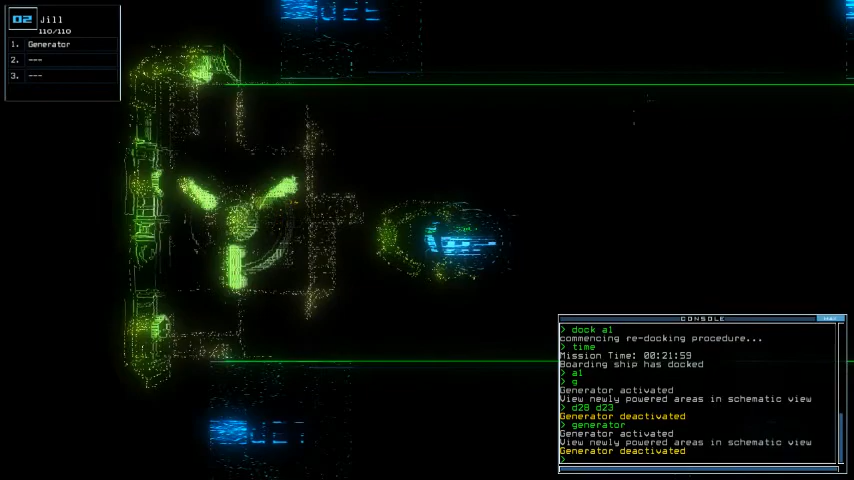 02 Jill
110/110
1. Generator
2. ---
3. ---
CONSOLE
> dock a1
commencing re-docking procedure...
> time
Mission Time: 00:21:59
Boarding ship has docked
> a1
> g
Generator activated
View newly powered areas in schematic view
> d28 d23
Generator deactivated
> generator
Generator activated
View newly powered areas in schematic view
Generator deactivated
>